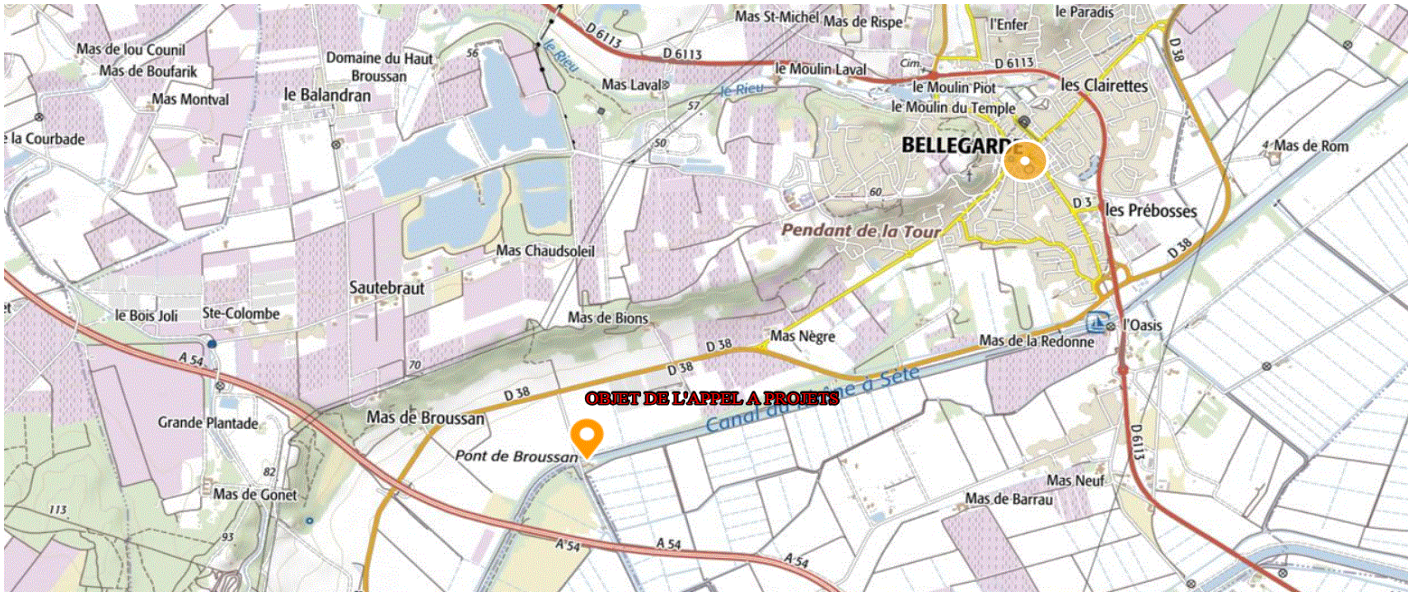 Mas St-Michel
Mas de Rispe
l'Enfer
le Paradis
D 6113
Mas de lou Counil
Mas de Boufarik
56
le Rieu
Domaine du Haut
Broussan
D 6113
le Moulin Laval
Cim.
D 6113
D 38
Mas Montval
le Balandran
Mas Laval
le Rieu
le Moulin Piot
les Clairettes
57
le Moulin du Temple
e la Courbade
50
BELLEGARDE
Mas de Rom
60
D 3
les Prébosses
Pendant de la Tour
D 38
Mas Chaudsoleil
Sautebraut
et
le Bois Joli
Ste-Colombe
Mas de Bions
Mas Nègre
l'Oasis
Mas de la Redonne
D 38
A 54
70
D 38
D 38
OBJET DE L'APPEL A PROJETS
Canal du Rhône à Sète
Grande Plantade
Mas de Broussan
Pont de Broussan
D 6113
82
Mas de Gonet
Mas Neuf
Mas de Barrau
113
93
A 54
A 54
A 54